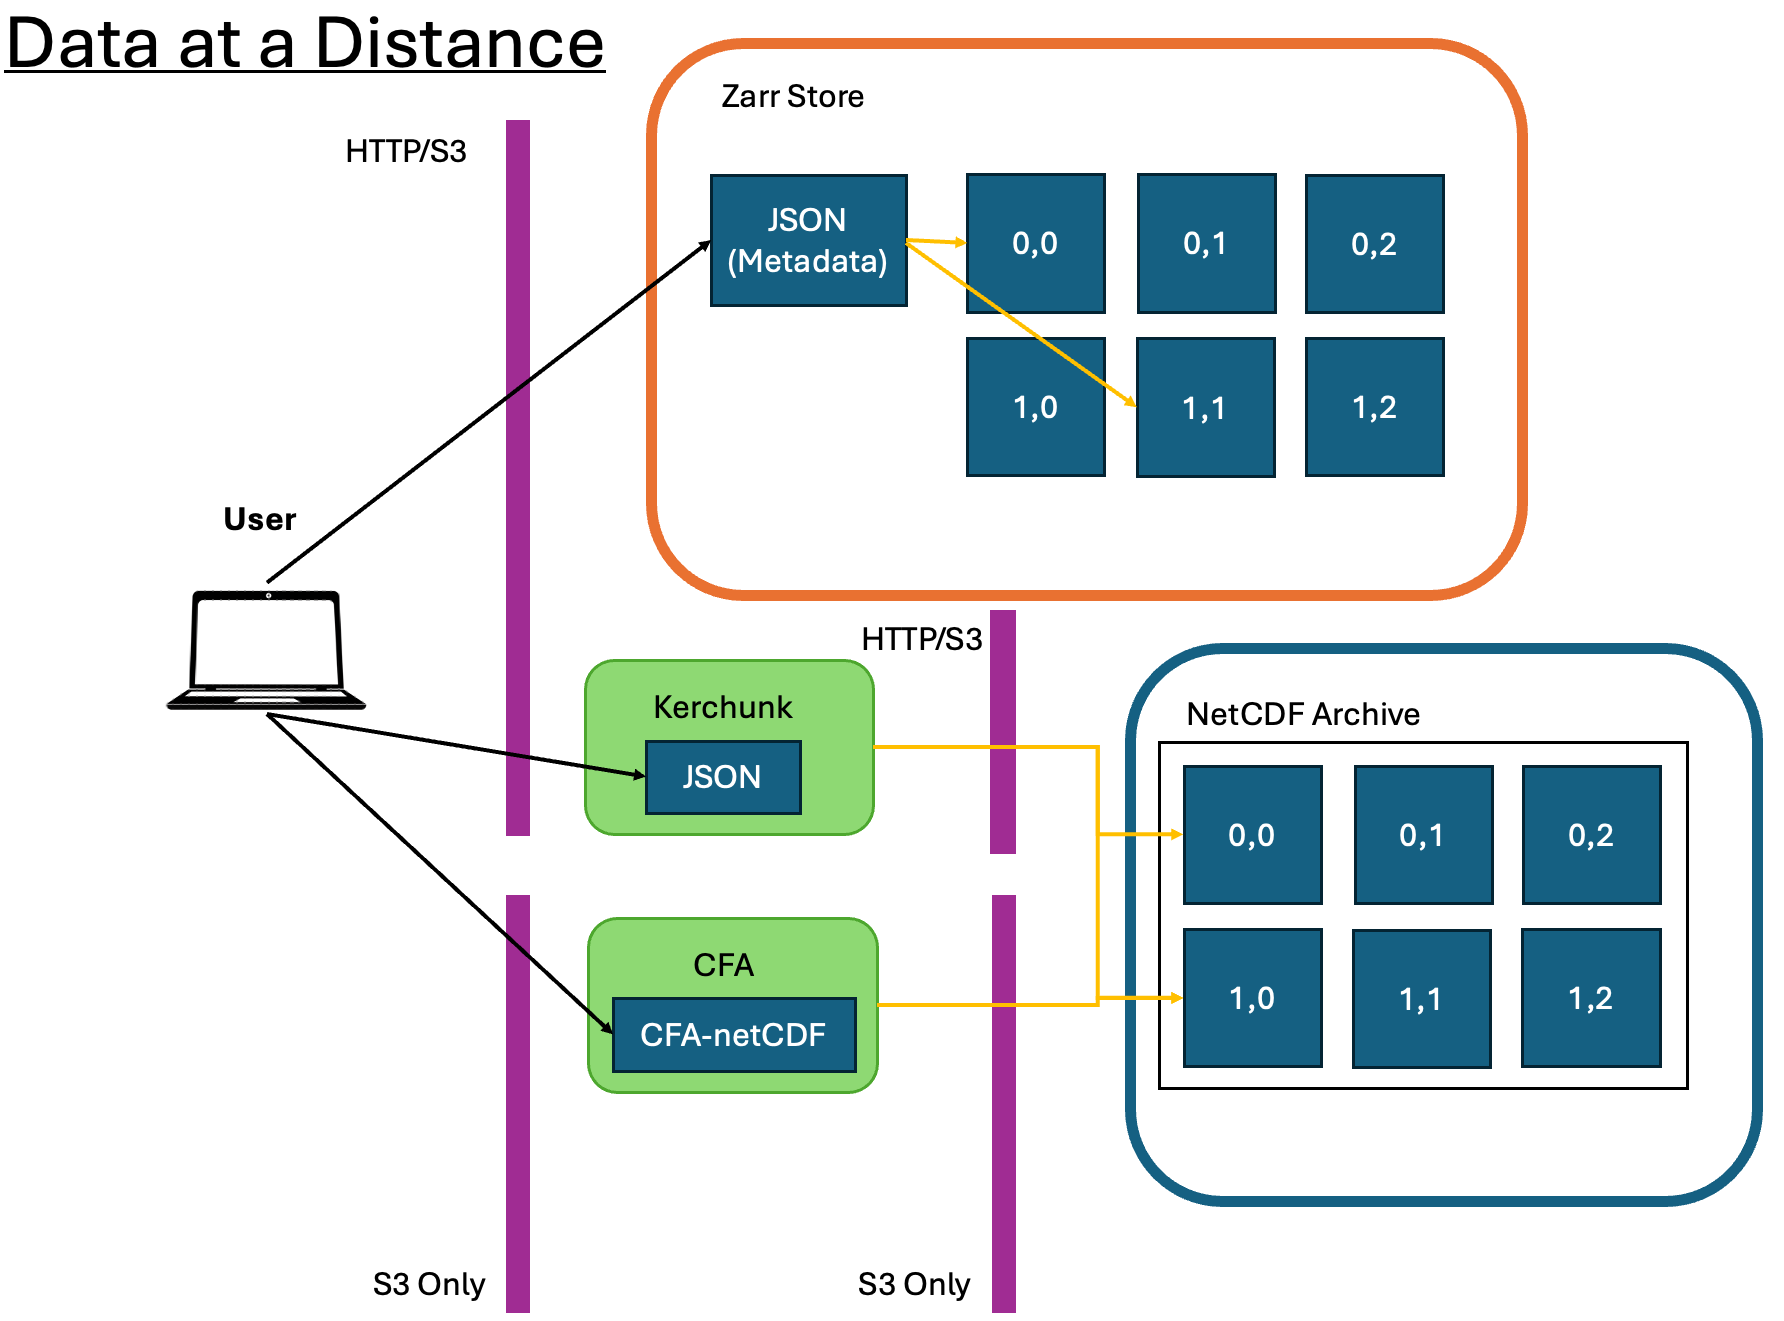 Data at a Distance
HTTP/S3
Zarr Store
JSON
(Metadata)
0,0
0,1
0,2
1,0
1,1
1,2
User
HTTP/S3
Kerchunk
JSON
CFA
CFA-netCDF
NetCDF Archive
0,0
0,1
0,2
1,0
1,1
1,2
S3 Only
S3 Only